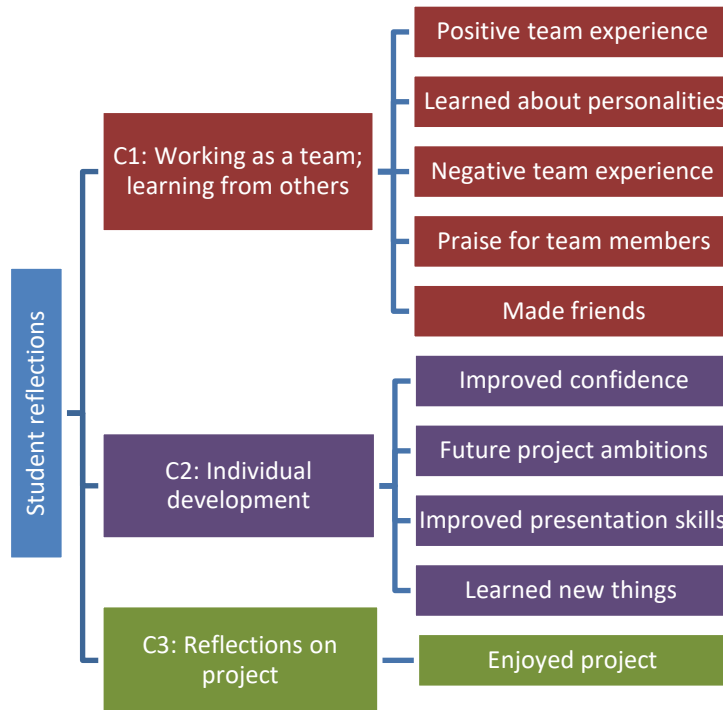 Student reflections
C1: Working as a team;
learning from others
Positive team experience
Learned about personalities
Negative team experience
Praise for team members
Made friends
C2: Individual
development
Improved confidence
Future project ambitions
Improved presentation skills
Learned new things
C3: Reflections on
project
Enjoyed project